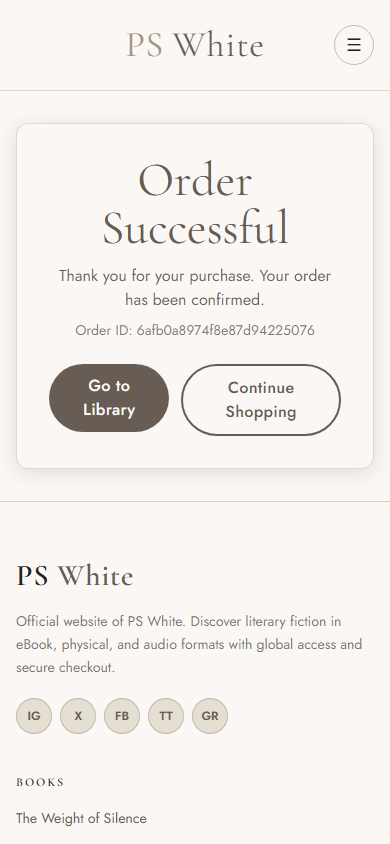 PS White
☰
Order
Successful
Thank you for your purchase. Your order
has been confirmed.
Order ID: 6afb0a8974f8e87d94225076
Go to
Library
Continue
Shopping
PS White
Official website of PS White. Discover literary fiction in
eBook, physical, and audio formats with global access and
secure checkout.
IG X FB TT GR
BOOKS
The Weight of Silence